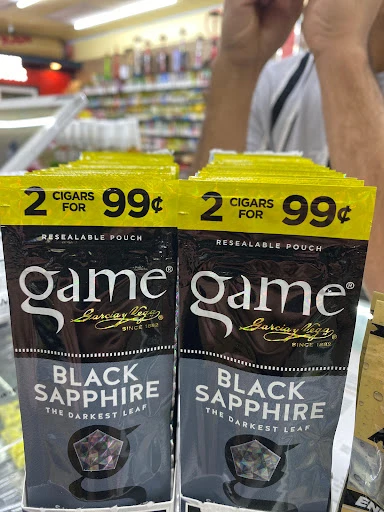 2 CIGARS FOR 99¢
RESEALABLE POUCH
game®
Garcia y Vega®
SINCE 1882
BLACK
SAPPHIRE
THE DARKEST LEAF
2 CIGARS FOR 99¢
RESEALABLE POUCH
game®
Garcia y Vega®
SINCE 1882
BLACK
SAPPHIRE
THE DARKEST LEAF